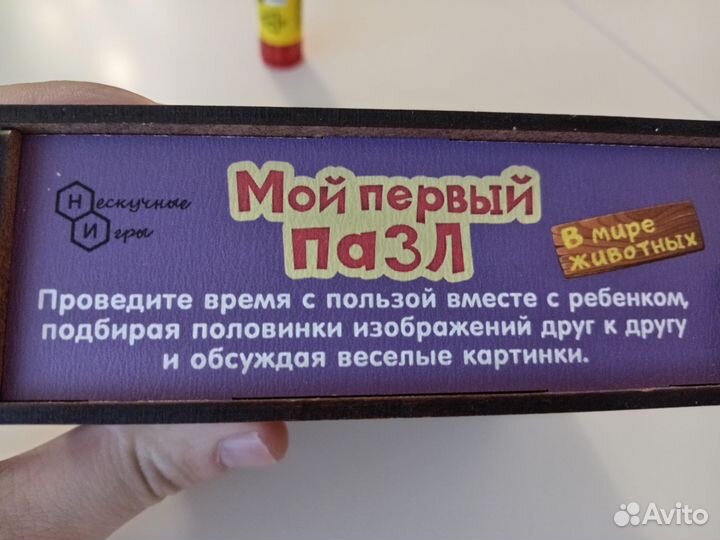 Нескучные
Игры
Мой первый
пазл
В мире
животных
Проведите время с пользой вместе с ребенком,
подбирая половинки изображений друг к другу
и обсуждая веселые картинки.
Avito